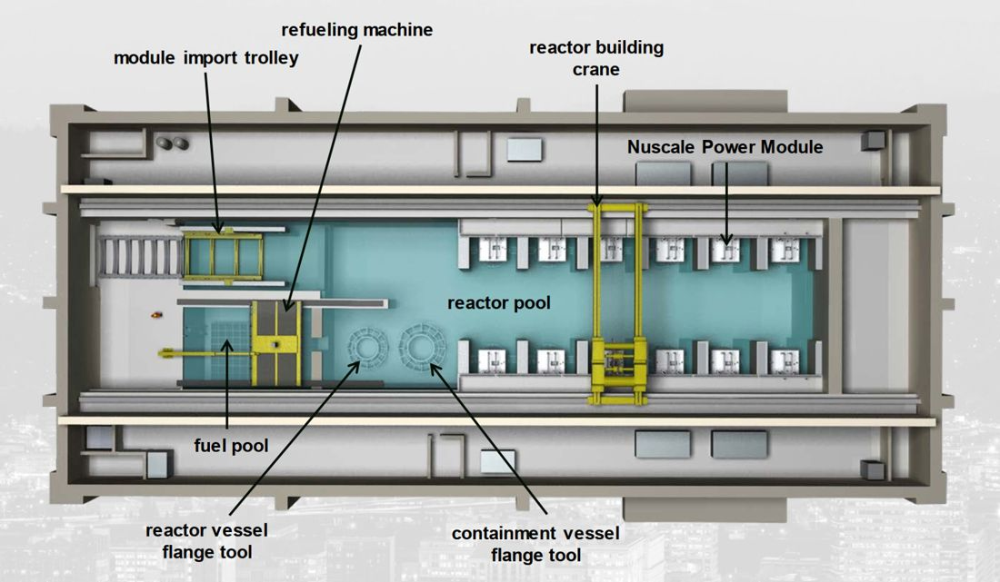 refueling machine
module import trolley
reactor building
crane
Nuscale Power Module
reactor pool
fuel pool
reactor vessel
flange tool
containment vessel
flange tool